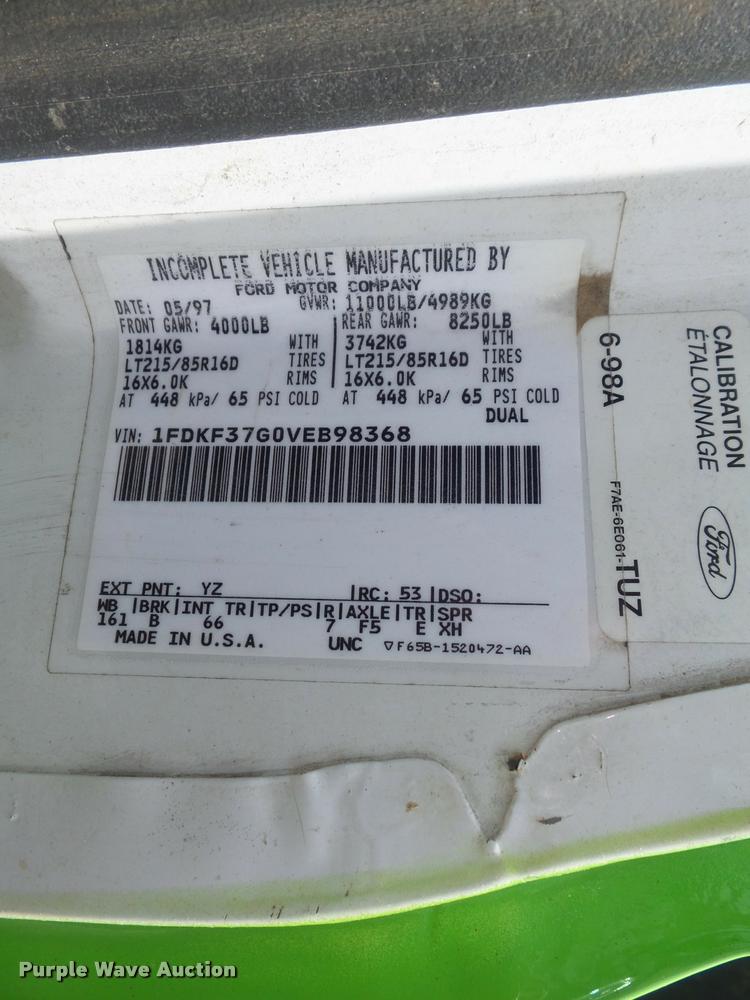 INCOMPLETE VEHICLE MANUFACTURED BY
FORD MOTOR COMPANY
DATE: 05/97 GVWR: 11000LB/4989KG
FRONT GAWR: 4000LB REAR GAWR: 8250LB
1814KG WITH 3742KG WITH
LT215/85R16D TIRES LT215/85R16D TIRES
16X6.0K RIMS 16X6.0K RIMS
AT 448 kPa/ 65 PSI COLD AT 448 kPa/ 65 PSI COLD
DUAL
VIN: 1FDKF37G0VEB98368
EXT PNT: YZ |RC: 53 |DSO:
WB |BRK|INT TR|TP/PS|R|AXLE|TR|SPR
161 B 66 7 F5 E XH
MADE IN U.S.A. UNC ▽F65B-1520472-AA
CALIBRATION
ÉTALONNAGE
6-98A
Ford
F7AE-6E061-TUZ
Purple Wave Auction